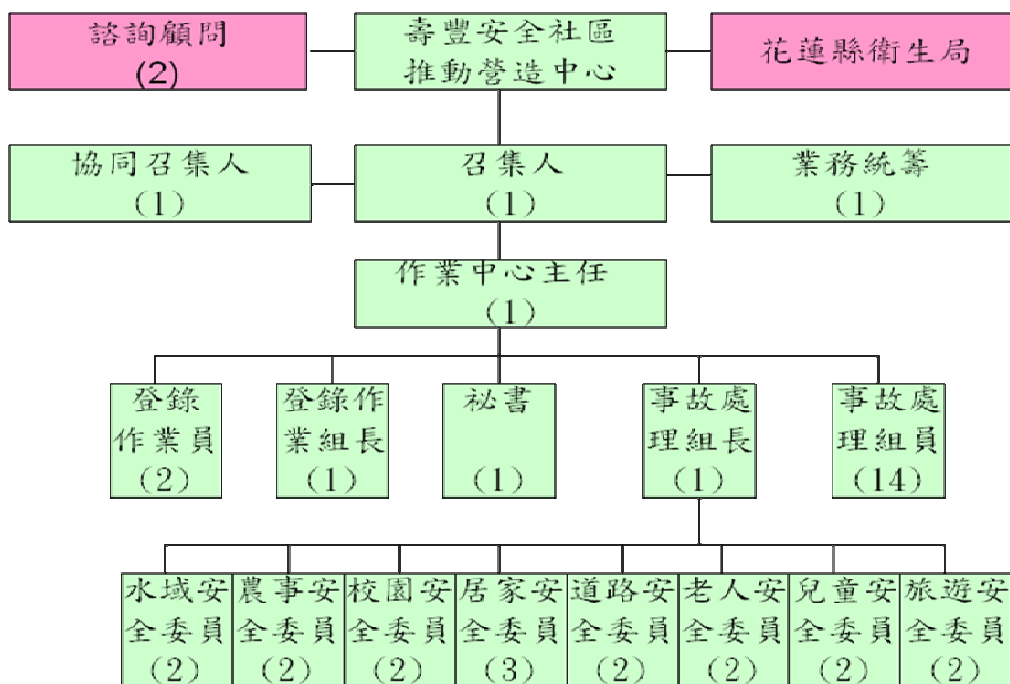 諮詢顧問
(2)
壽豐安全社區
推動營造中心
花蓮縣衛生局
協同召集人
(1)
召集人
(1)
業務統籌
(1)
作業中心主任
(1)
登錄
作業員
(2)
登錄作
業組長
(1)
祕書
(1)
事故處
理組長
(1)
事故處
理組員
(14)
水域安
全委員
(2)
農事安
全委員
(2)
校園安
全委員
(2)
居家安
全委員
(3)
道路安
全委員
(2)
老人安
全委員
(2)
兒童安
全委員
(2)
旅遊安
全委員
(2)